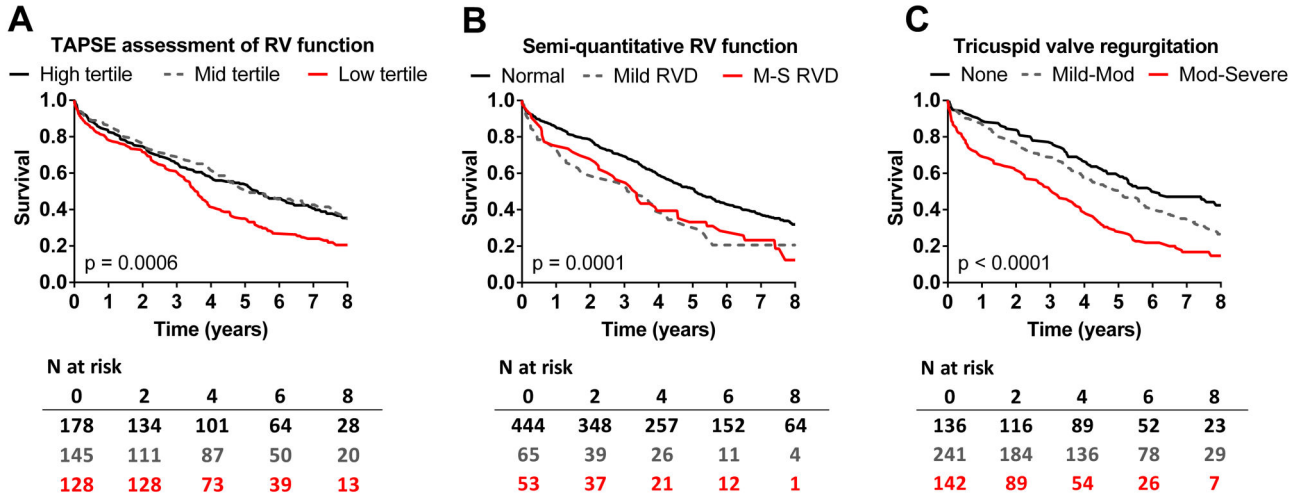 A
TAPSE assessment of RV function
High tertile Mid tertile Low tertile
1.0
0.8
0.6
0.4
0.2
0.0
Survival
p = 0.0006
0 1 2 3 4 5 6 7 8
Time (years)
N at risk
0 2 4 6 8
178 134 101 64 28
145 111 87 50 20
128 128 73 39 13
B
Semi-quantitative RV function
Normal Mild RVD M-S RVD
1.0
0.8
0.6
0.4
0.2
0.0
Survival
p = 0.0001
0 1 2 3 4 5 6 7 8
Time (years)
N at risk
0 2 4 6 8
444 348 257 152 64
65 39 26 11 4
53 37 21 12 1
C
Tricuspid valve regurgitation
None Mild-Mod Mod-Severe
1.0
0.8
0.6
0.4
0.2
0.0
Survival
p < 0.0001
0 1 2 3 4 5 6 7 8
Time (years)
N at risk
0 2 4 6 8
136 116 89 52 23
241 184 136 78 29
142 89 54 26 7